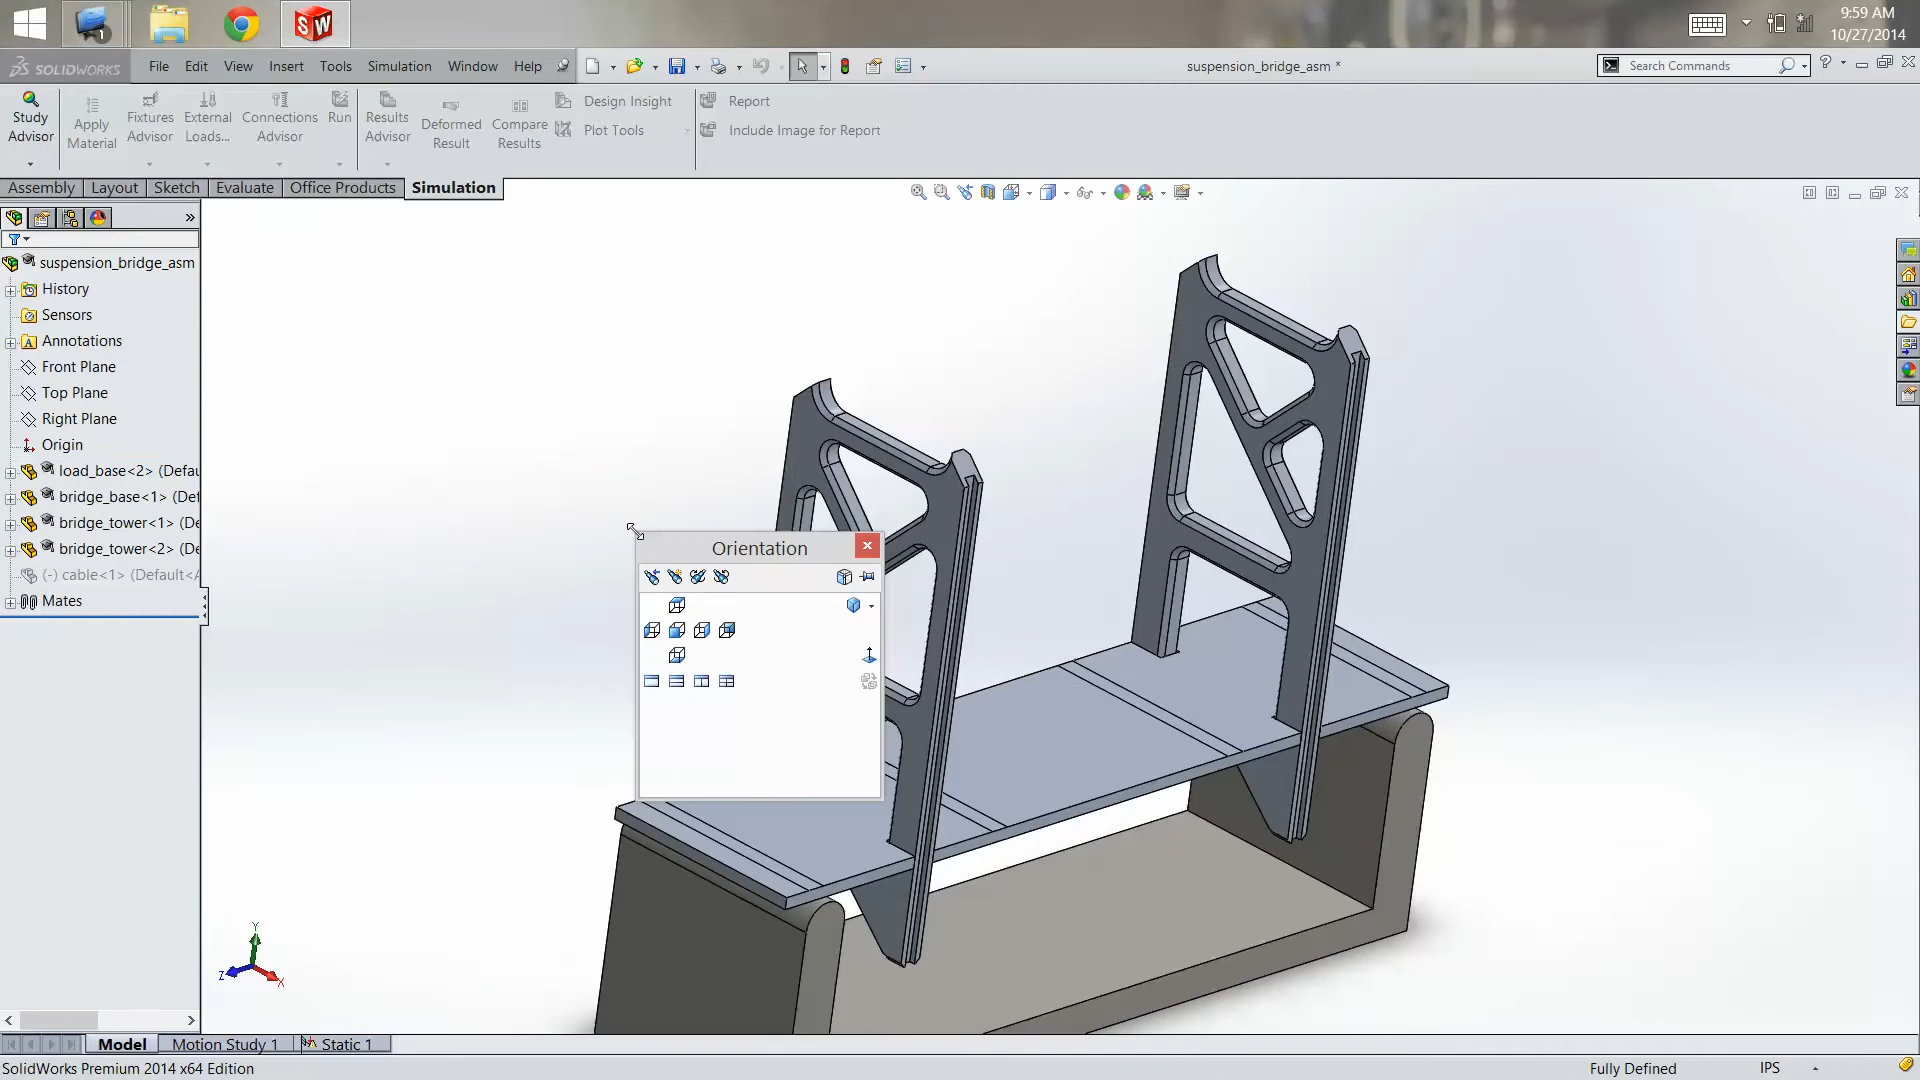 9:59 AM
10/27/2014
1
SW
SOLIDWORKS
File Edit View Insert Tools Simulation Window Help
suspension_bridge_asm *
Search Commands
?
Study Advisor
Apply Material
Fixtures Advisor
External Loads...
Connections Advisor
Run
Results Advisor
Deformed Result
Compare Results
Design Insight
Plot Tools
Report
Include Image for Report
Assembly Layout Sketch Evaluate Office Products Simulation
suspension_bridge_asm
History
Sensors
A Annotations
Front Plane
Top Plane
Right Plane
Origin
load_base<2> (Defau
bridge_base<1> (Def
bridge_tower<1> (De
bridge_tower<2> (De
(-) cable<1> (Default<A
Mates
Orientation
Y
Z
X
Model Motion Study 1 Static 1
SolidWorks Premium 2014 x64 Edition
Fully Defined
IPS